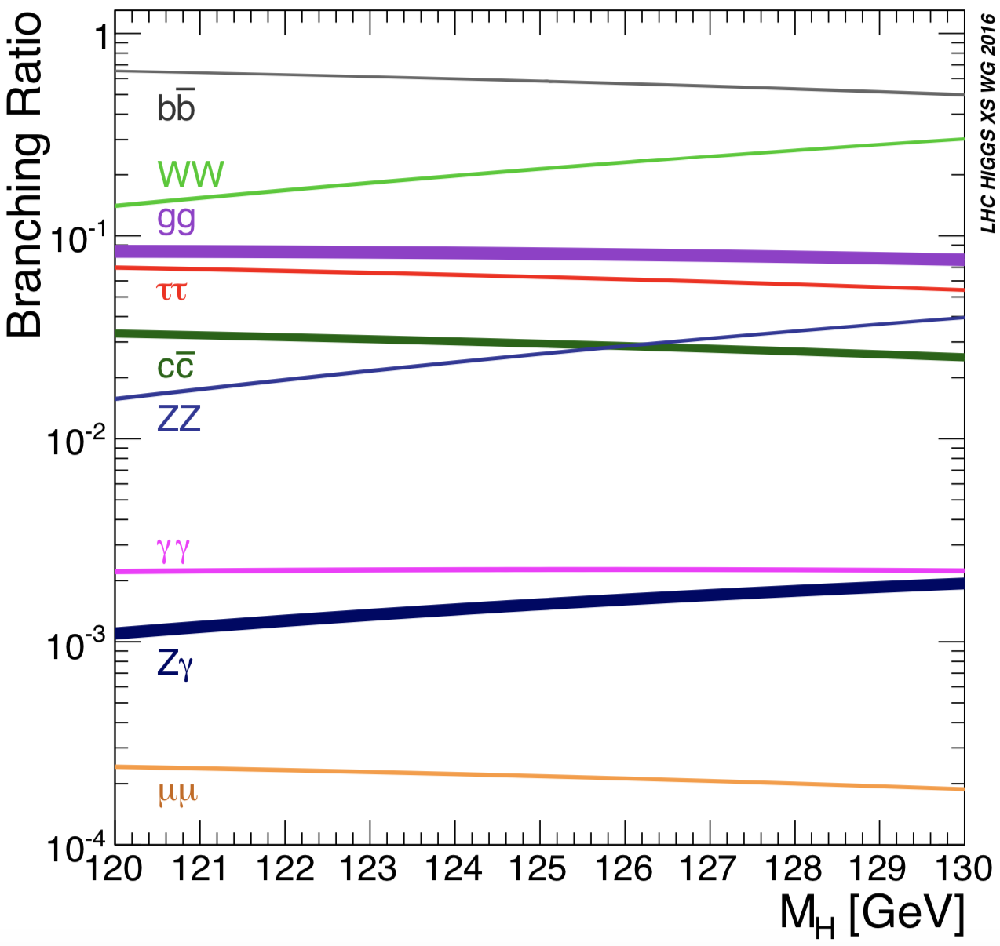 Branching Ratio
LHC HIGGS XS WG 2016
1
10⁻¹
10⁻²
10⁻³
10⁻⁴
bb̅
WW
gg
ττ
cc̅
ZZ
γγ
Zγ
μμ
120 121 122 123 124 125 126 127 128 129 130
M_H [GeV]